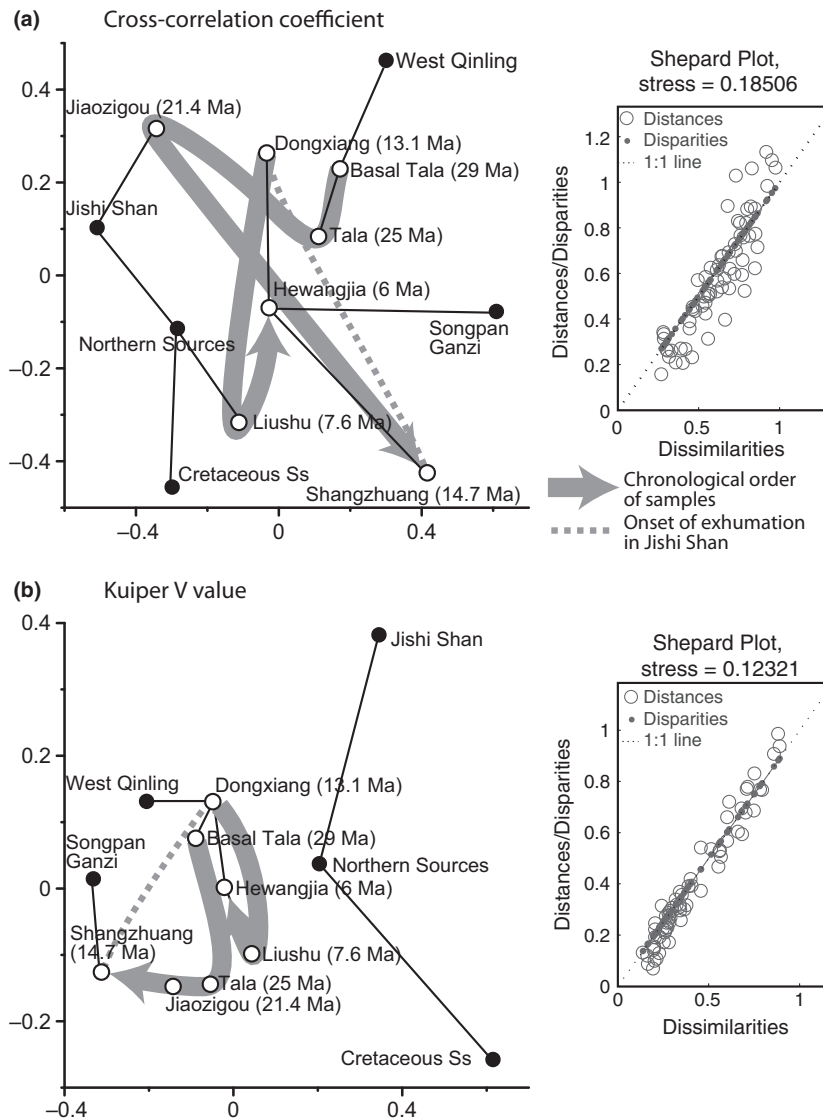 (a) Cross-correlation coefficient
0.4
0.2
0
−0.2
−0.4
−0.4 0 0.4
West Qinling
Jiaozigou (21.4 Ma)
Dongxiang (13.1 Ma)
Basal Tala (29 Ma)
Jishi Shan
Tala (25 Ma)
Hewangjia (6 Ma)
Northern Sources
Songpan
Ganzi
Liushu (7.6 Ma)
Cretaceous Ss
Shangzhuang (14.7 Ma)
Shepard Plot,
stress = 0.18506
Distances
Disparities
1:1 line
Distances/Disparities
1.2
1
0.8
0.6
0.4
0.2
0
0 0.5 1
Dissimilarities
Chronological order
of samples
Onset of exhumation
in Jishi Shan
(b) Kuiper V value
0.4
0.2
0
−0.2
−0.4 0 0.4
Jishi Shan
West Qinling
Dongxiang (13.1 Ma)
Songpan
Ganzi
Basal Tala (29 Ma)
Northern Sources
Hewangjia (6 Ma)
Shangzhuang
(14.7 Ma)
Liushu (7.6 Ma)
Tala (25 Ma)
Jiaozigou (21.4 Ma)
Cretaceous Ss
Shepard Plot,
stress = 0.12321
Distances
Disparities
1:1 line
Distances/Disparities
1
0.8
0.6
0.4
0.2
0
0 0.5 1
Dissimilarities